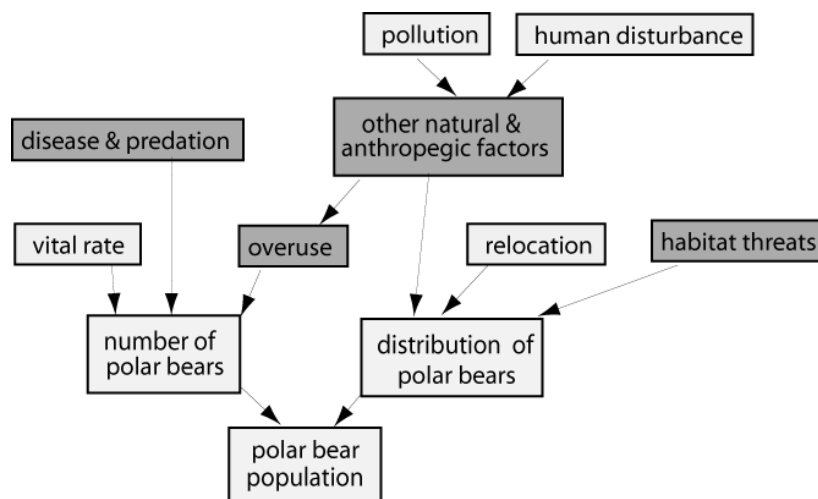 pollution
human disturbance
other natural &
anthropegic factors
disease & predation
vital rate
overuse
relocation
habitat threats
number of
polar bears
distribution of
polar bears
polar bear
population